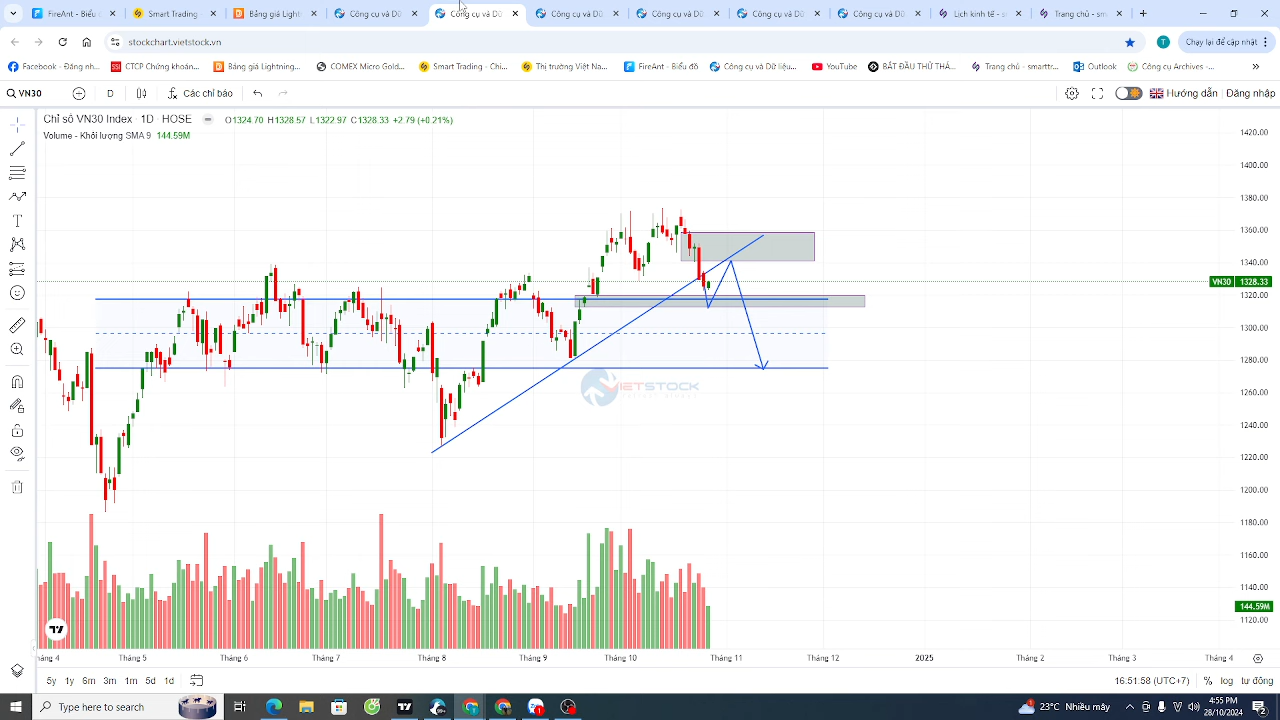 Fireant - Biểu đ
Smart Trading -
Bảng giá Lightnin
Công cụ và Dữ
Công cụ và Dữ
Công cụ và Dữ
Công cụ và Dữ
Công cụ và Dữ
Công cụ và Dữ
Lịch kinh tế - s
Trang chủ - sm
stockchart.vietstock.vn
T
Chạy lại để cập nhật
Facebook - Đăng nh...
SSI CTCP Chứng khoán...
Bảng giá Lightning...
COMEX Micro Gold...
Smart Trading - Chi...
Thị trường Việt Na...
FireAnt - Biểu đồ
Công cụ và Dữ liệu...
YouTube
BẮT ĐẦU THỬ THÁ...
Trang chủ - smarttr...
Outlook
Công cụ Archives -...
VN30
D
Các chỉ báo
Hướng dẫn
Đăng nhập
Chỉ số VN30 Index · 1D · HOSE
O1324.70 H1328.57 L1322.97 C1328.33 +2.79 (+0.21%)
Volume - Khối lượng SMA 9 144.59M
1420.00
1400.00
1380.00
1360.00
1340.00
VN30 1328.33
1320.00
1300.00
1280.00
1260.00
1240.00
1220.00
1200.00
1180.00
1160.00
1140.00
144.59M
1120.00
VIETSTOCK
háng 4
Tháng 5
Tháng 6
Tháng 7
Tháng 8
Tháng 9
Tháng 10
Tháng 11
Tháng 12
2025
Tháng 2
Tháng 3
Tháng 4
5y 1y 6m 3m 1m 5d 1d
16:51:58 (UTC+7)
% log tự động
Type here to search
23°C Nhiều mây
4:55 PM
28/10/2024